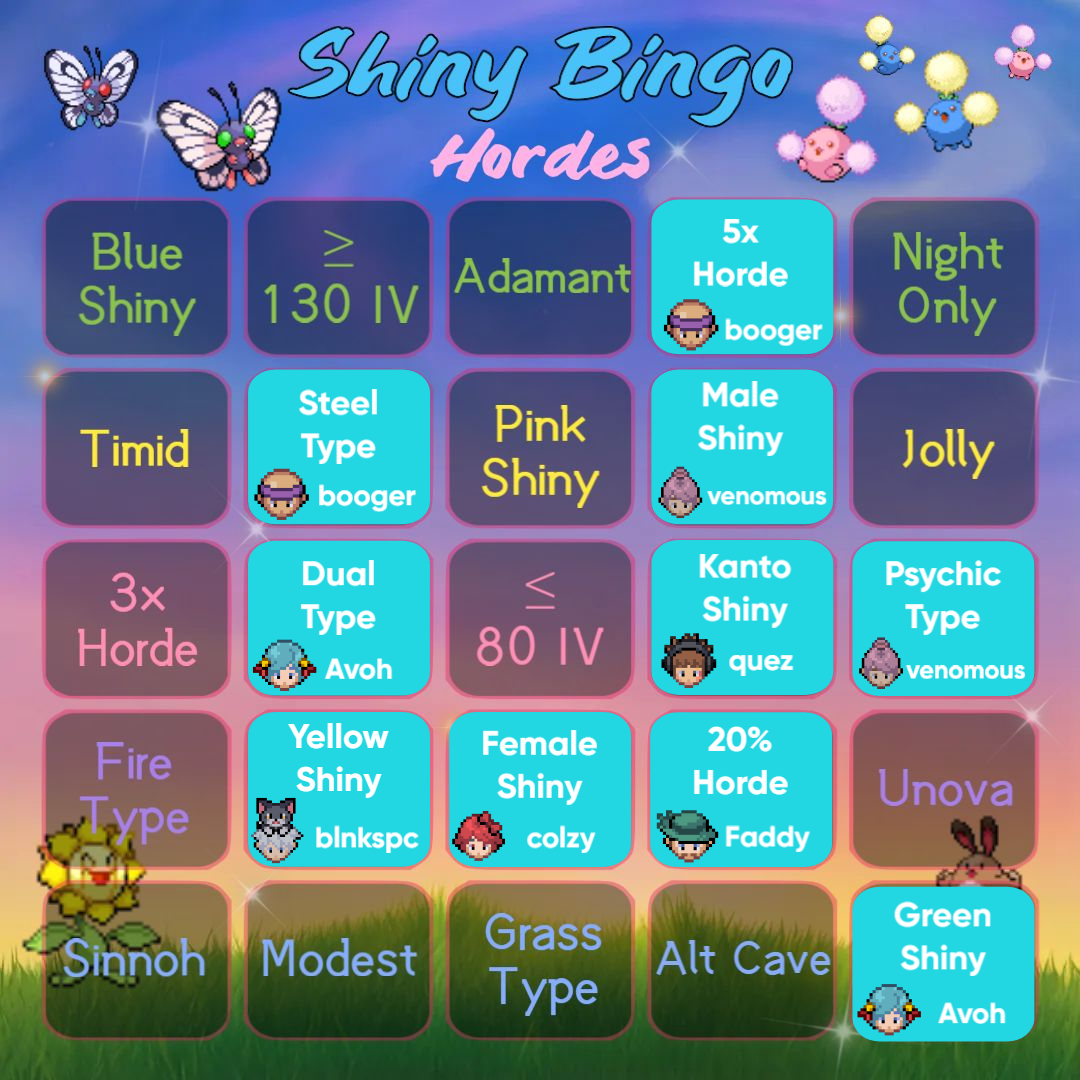 Shiny Bingo
Hordes
Blue
Shiny
≥
130 IV
Adamant
5x
Horde
booger
Night
Only
Timid
Steel
Type
booger
Pink
Shiny
Male
Shiny
venomous
Jolly
3x
Horde
Dual
Type
Avoh
≤
80 IV
Kanto
Shiny
quez
Psychic
Type
venomous
Fire
Type
Yellow
Shiny
blnkspc
Female
Shiny
colzy
20%
Horde
Faddy
Unova
Sinnoh
Modest
Grass
Type
Alt Cave
Green
Shiny
Avoh